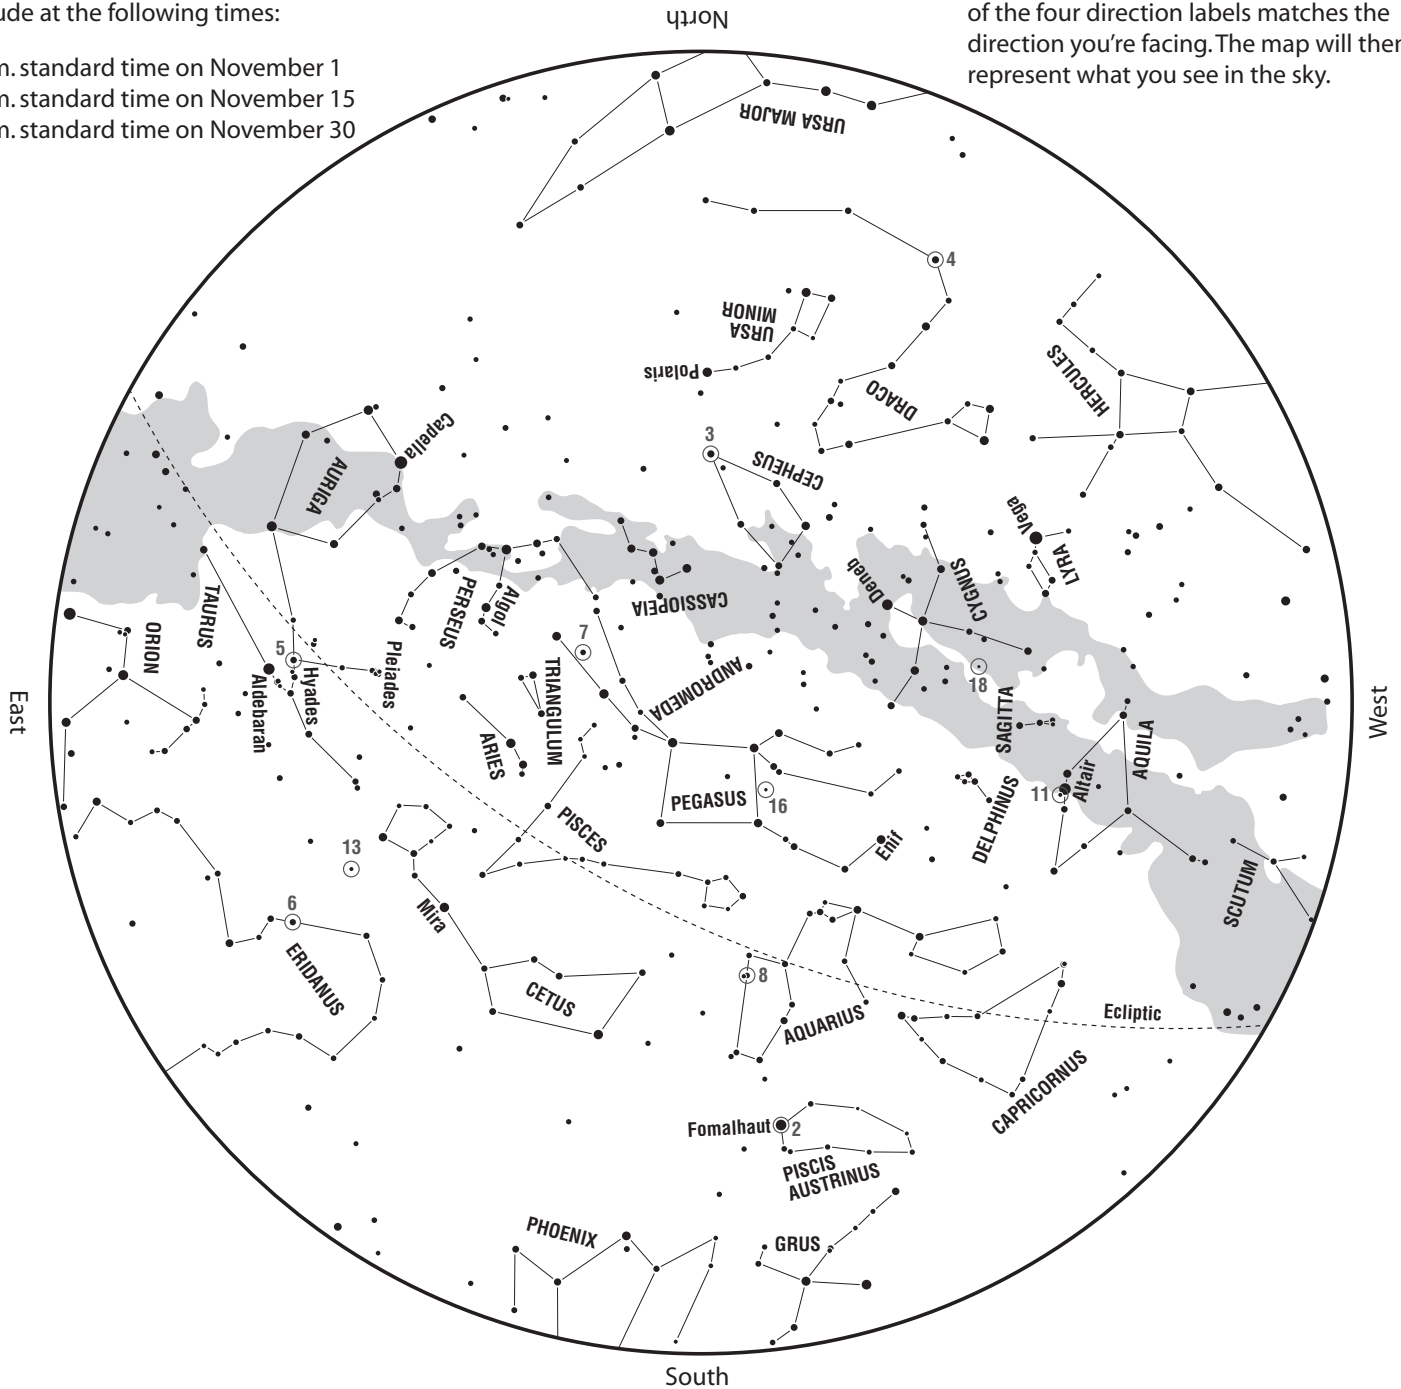 ude at the following times:
m. standard time on November 1
m. standard time on November 15
m. standard time on November 30
North
of the four direction labels matches the
direction you're facing. The map will then
represent what you see in the sky.
URSA MAJOR
4
URSA
MINOR
Polaris
HERCULES
DRACO
3
CEPHEUS
Capella
AURIGA
Vega
LYRA
Deneb
CYGNUS
CASSIOPEIA
PERSEUS
Algol
TAURUS
ORION
5
Hyades
Aldebaran
Pleiades
7
TRIANGULUM
ANDROMEDA
18
SAGITTA
East
West
ARIES
AQUILA
Altair
11
PEGASUS
16
DELPHINUS
PISCES
Enif
13
SCUTUM
Mira
6
ERIDANUS
CETUS
8
AQUARIUS
Ecliptic
CAPRICORNUS
Fomalhaut
2
PISCIS
AUSTRINUS
PHOENIX
GRUS
South